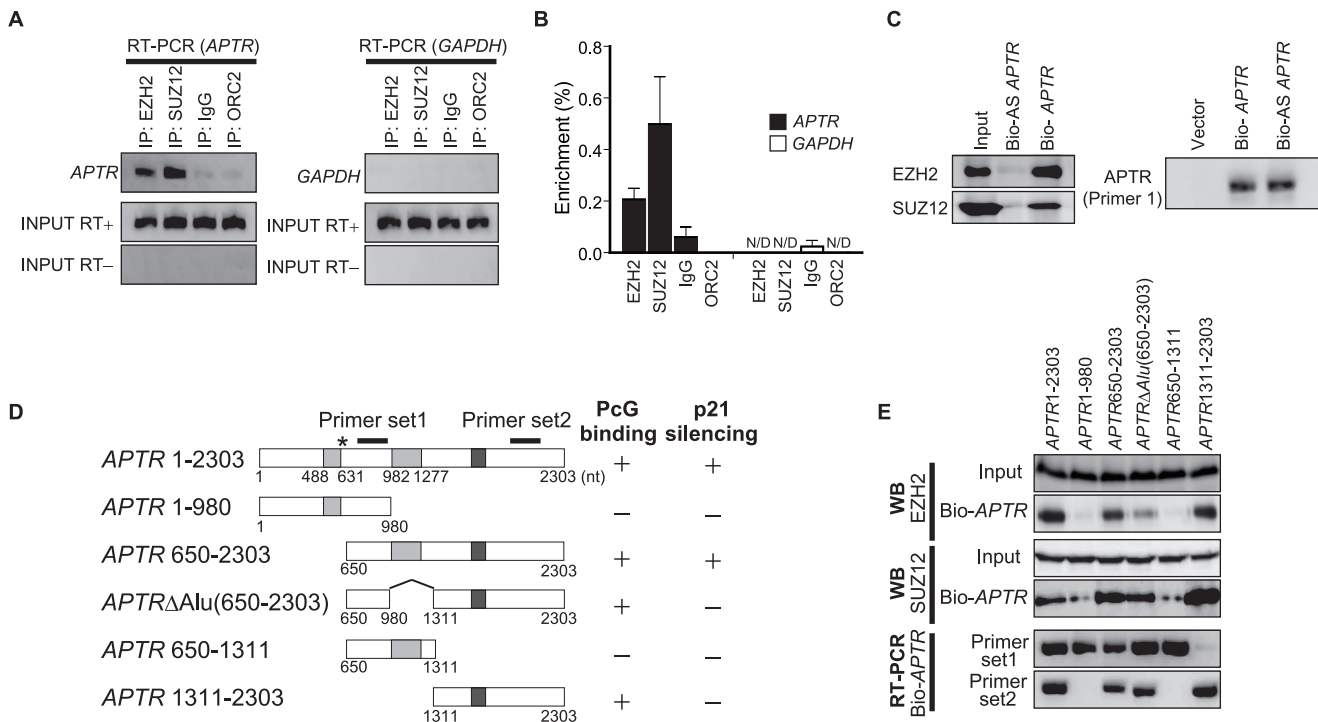 A
RT-PCR (APTR)
RT-PCR (GAPDH)
IP: EZH2
IP: SUZ12
IP: IgG
IP: ORC2
IP: EZH2
IP: SUZ12
IP: IgG
IP: ORC2
APTR
GAPDH
INPUT RT+
INPUT RT+
INPUT RT−
INPUT RT−
B
Enrichment (%)
0.8
0.6
0.4
0.2
0.0
APTR
GAPDH
N/D N/D N/D
EZH2
SUZ12
IgG
ORC2
EZH2
SUZ12
IgG
ORC2
C
Input
Bio-AS APTR
Bio- APTR
EZH2
SUZ12
Vector
Bio- APTR
Bio-AS APTR
APTR
(Primer 1)
D
Primer set1
Primer set2
PcG
binding
p21
silencing
*
APTR 1-2303
1 488 631 982 1277 2303 (nt)
+ +
APTR 1-980
1 980
− −
APTR 650-2303
650 2303
+ +
APTRΔAlu(650-2303)
650 980 1311 2303
+ −
APTR 650-1311
650 1311
− −
APTR 1311-2303
1311 2303
+ −
E
APTR1-2303
APTR1-980
APTR650-2303
APTRΔAlu(650-2303)
APTR650-1311
APTR1311-2303
WB
EZH2
Input
Bio-APTR
WB
SUZ12
Input
Bio-APTR
RT-PCR
Bio-APTR
Primer
set1
Primer
set2